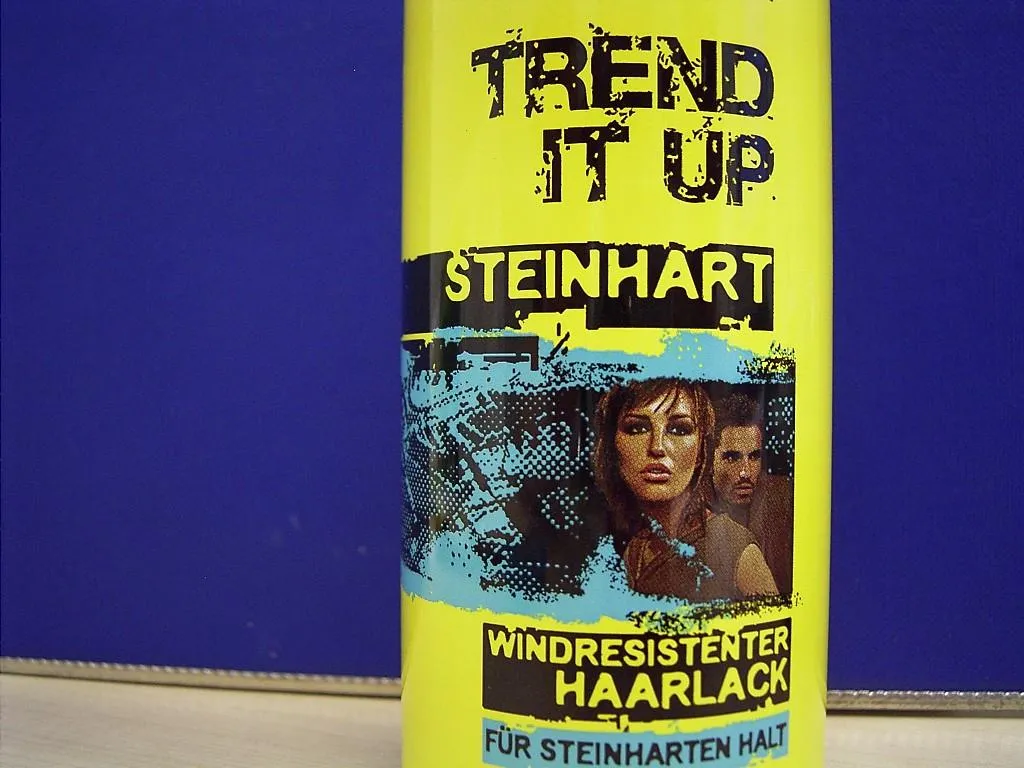 TREND
IT UP
STEINHART
WINDRESISTENTER
HAARLACK
FÜR STEINHARTEN HALT